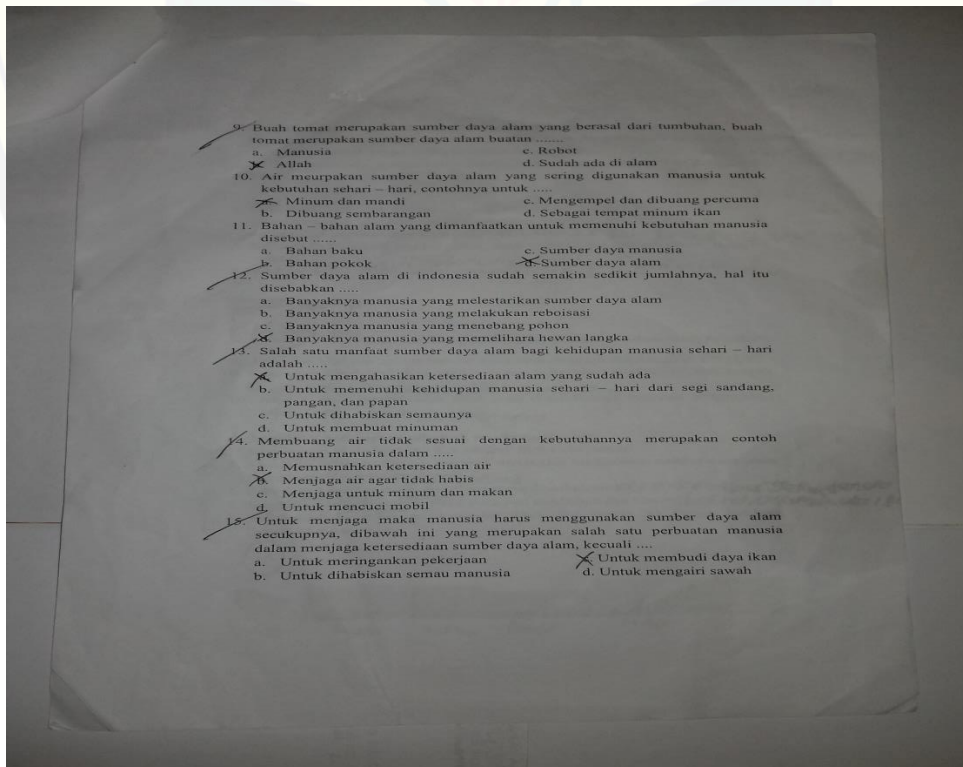 9. Buah tomat merupakan sumber daya alam yang berasal dari tumbuhan, buah
tomat merupakan sumber daya alam buatan .......
a. Manusia c. Robot
b. Allah d. Sudah ada di alam
10. Air meurpakan sumber daya alam yang sering digunakan manusia untuk
kebutuhan sehari – hari, contohnya untuk .....
a. Minum dan mandi c. Mengempel dan dibuang percuma
b. Dibuang sembarangan d. Sebagai tempat minum ikan
11. Bahan – bahan alam yang dimanfaatkan untuk memenuhi kebutuhan manusia
disebut ......
a. Bahan baku c. Sumber daya manusia
b. Bahan pokok d. Sumber daya alam
12. Sumber daya alam di indonesia sudah semakin sedikit jumlahnya, hal itu
disebabkan .....
a. Banyaknya manusia yang melestarikan sumber daya alam
b. Banyaknya manusia yang melakukan reboisasi
c. Banyaknya manusia yang menebang pohon
d. Banyaknya manusia yang memelihara hewan langka
13. Salah satu manfaat sumber daya alam bagi kehidupan manusia sehari – hari
adalah .....
a. Untuk mengahasikan ketersediaan alam yang sudah ada
b. Untuk memenuhi kehidupan manusia sehari – hari dari segi sandang,
pangan, dan papan
c. Untuk dihabiskan semaunya
d. Untuk membuat minuman
14. Membuang air tidak sesuai dengan kebutuhannya merupakan contoh
perbuatan manusia dalam .....
a. Memusnahkan ketersediaan air
b. Menjaga air agar tidak habis
c. Menjaga untuk minum dan makan
d. Untuk mencuci mobil
15. Untuk menjaga maka manusia harus menggunakan sumber daya alam
secukupnya, dibawah ini yang merupakan salah satu perbuatan manusia
dalam menjaga ketersediaan sumber daya alam, kecuali ....
a. Untuk meringankan pekerjaan c. Untuk membudi daya ikan
b. Untuk dihabiskan semau manusia d. Untuk mengairi sawah